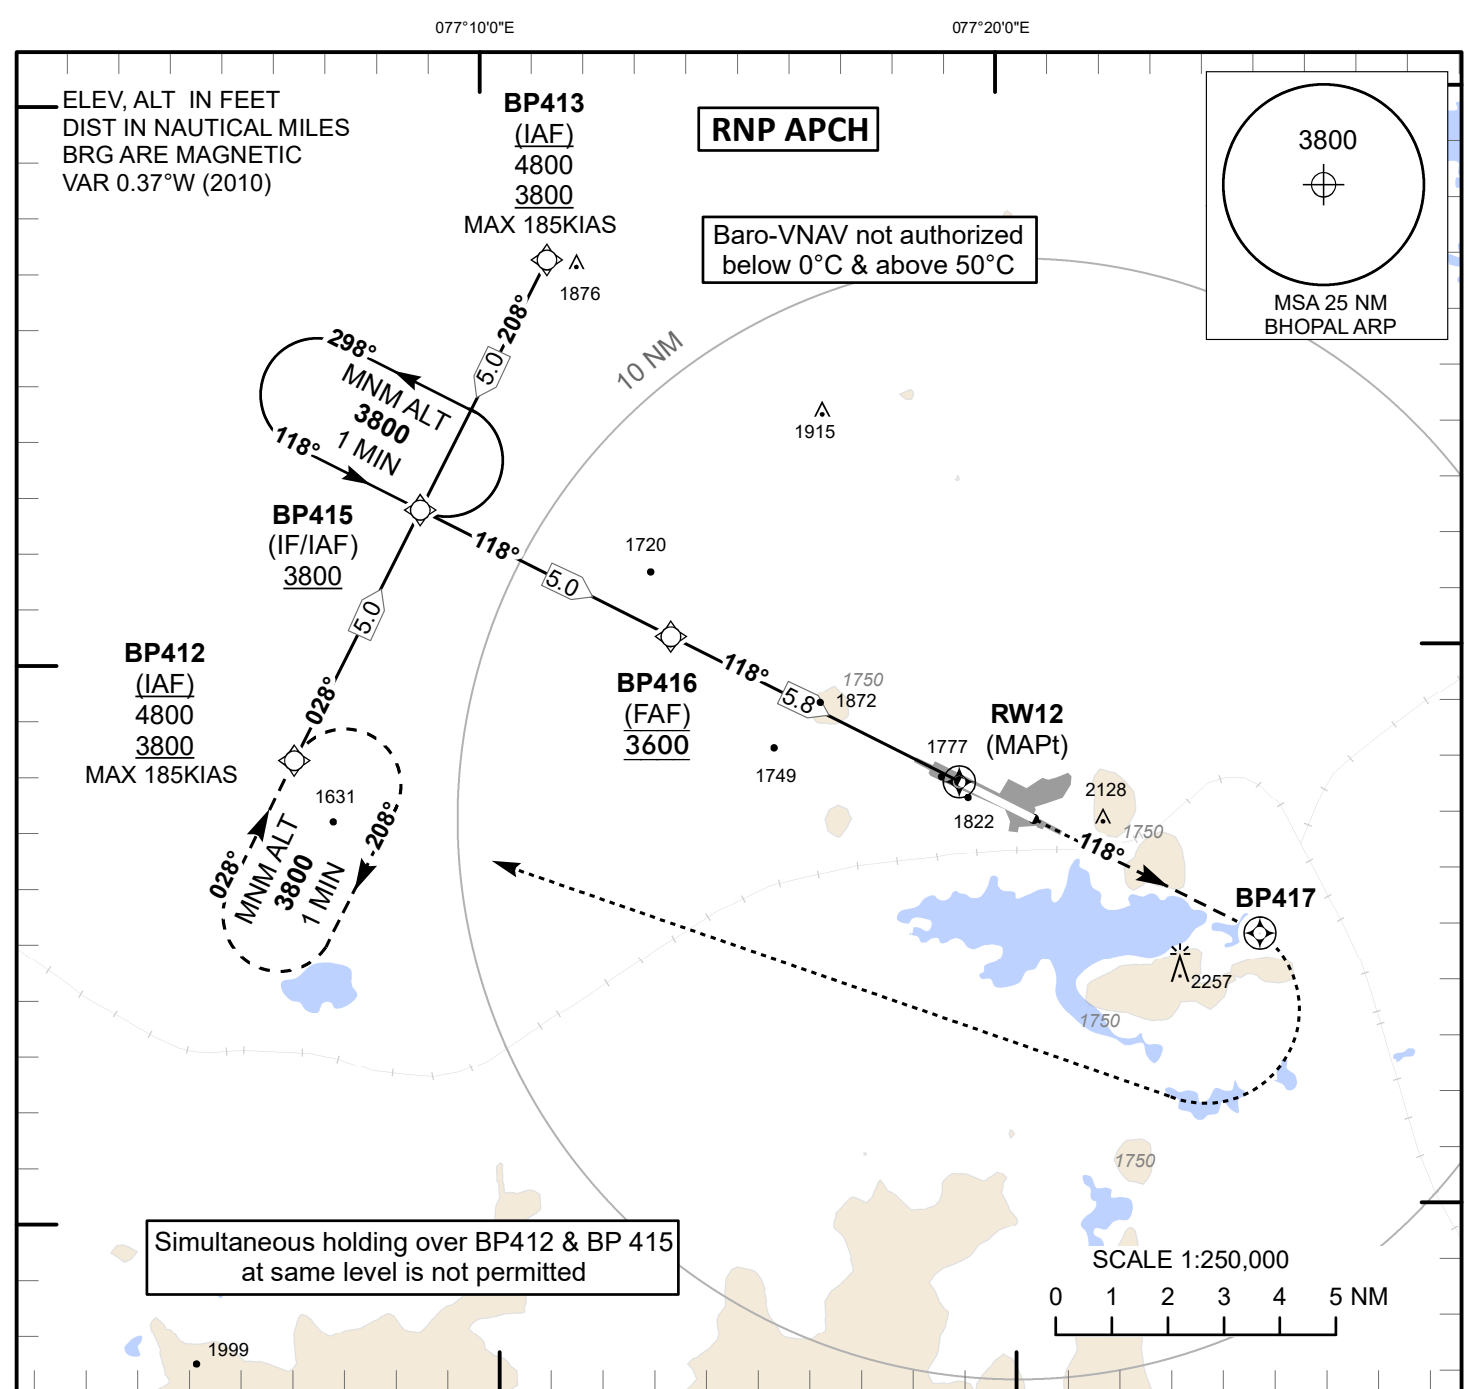 077°10'0"E
077°20'0"E
ELEV, ALT IN FEET
DIST IN NAUTICAL MILES
BRG ARE MAGNETIC
VAR 0.37°W (2010)
BP413
(IAF)
4800
3800
MAX 185KIAS
1876
RNP APCH
Baro-VNAV not authorized
below 0°C & above 50°C
3800
MSA 25 NM
BHOPAL ARP
10 NM
208°
5.0
298°
MNM ALT
3800
1 MIN
118°
1915
BP415
(IF/IAF)
3800
118°
5.0
1720
5.0
028°
BP412
(IAF)
4800
3800
MAX 185KIAS
BP416
(FAF)
3600
118°
5.8
1750
1872
1749
RW12
(MAPt)
1777
1822
2128
1750
118°
BP417
1631
208°
028°
MNM ALT
3800
1 MIN
2257
1750
1750
Simultaneous holding over BP412 & BP 415
at same level is not permitted
SCALE 1:250,000
0 1 2 3 4 5 NM
1999